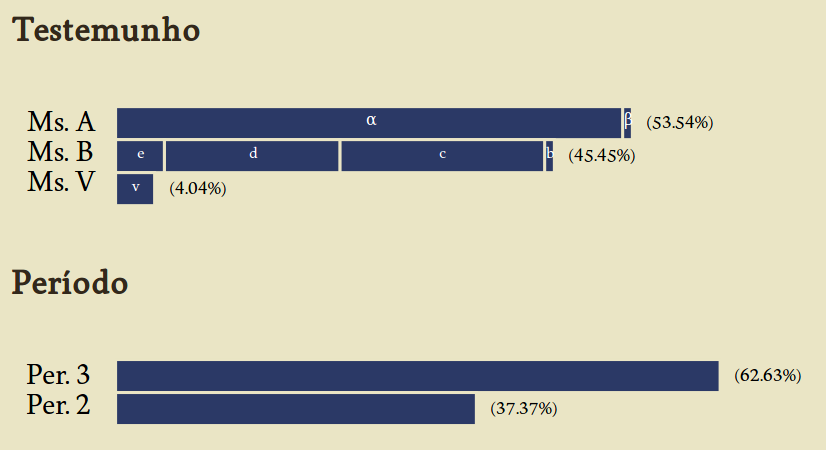 Testemunho
Ms. A α β (53.54%)
Ms. B e d c b (45.45%)
Ms. V v (4.04%)
Período
Per. 3 (62.63%)
Per. 2 (37.37%)